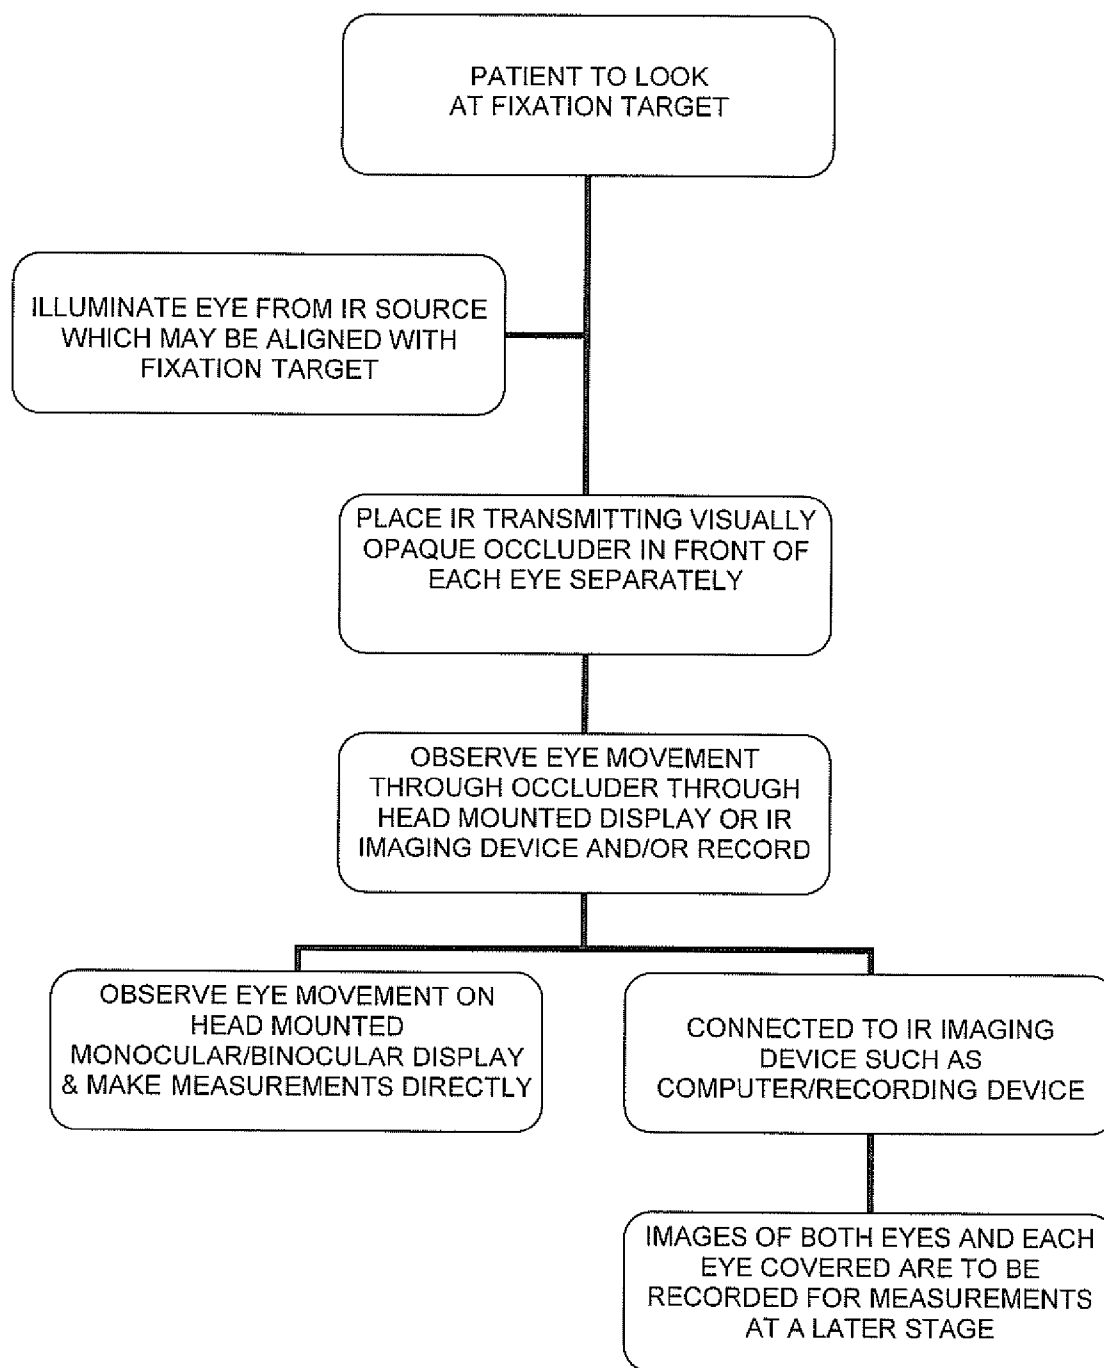 PATIENT TO LOOK
AT FIXATION TARGET
ILLUMINATE EYE FROM IR SOURCE
WHICH MAY BE ALIGNED WITH
FIXATION TARGET
PLACE IR TRANSMITTING VISUALLY
OPAQUE OCCLUDER IN FRONT OF
EACH EYE SEPARATELY
OBSERVE EYE MOVEMENT
THROUGH OCCLUDER THROUGH
HEAD MOUNTED DISPLAY OR IR
IMAGING DEVICE AND/OR RECORD
OBSERVE EYE MOVEMENT ON
HEAD MOUNTED
MONOCULAR/BINOCULAR DISPLAY
& MAKE MEASUREMENTS DIRECTLY
CONNECTED TO IR IMAGING
DEVICE SUCH AS
COMPUTER/RECORDING DEVICE
IMAGES OF BOTH EYES AND EACH
EYE COVERED ARE TO BE
RECORDED FOR MEASUREMENTS
AT A LATER STAGE